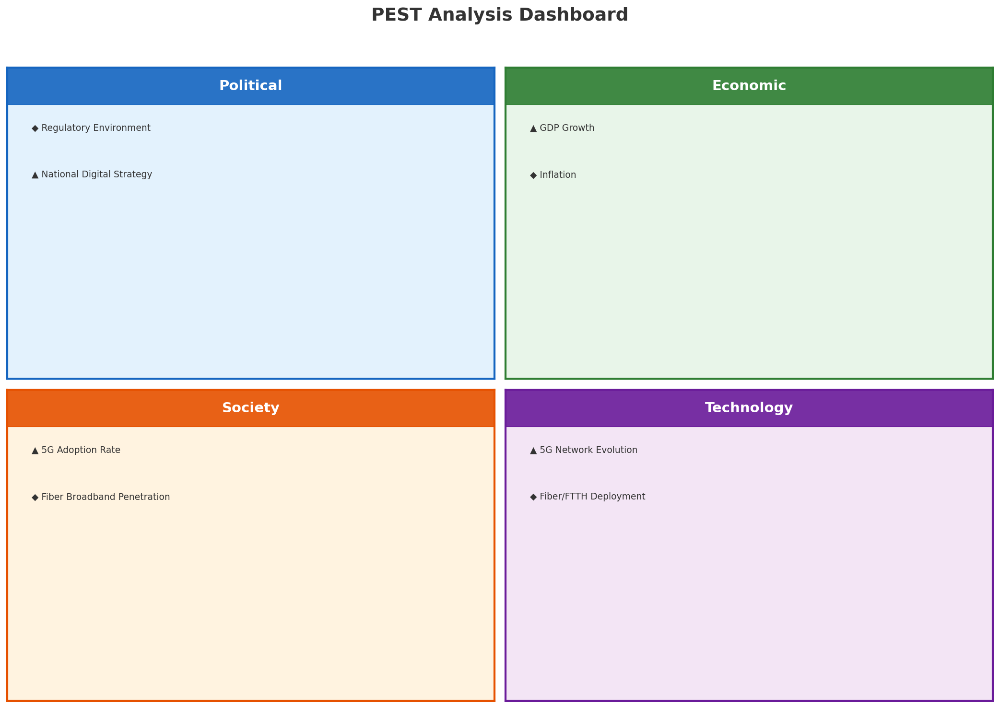 PEST Analysis Dashboard
Political
◆ Regulatory Environment
▲ National Digital Strategy
Economic
▲ GDP Growth
◆ Inflation
Society
▲ 5G Adoption Rate
◆ Fiber Broadband Penetration
Technology
▲ 5G Network Evolution
◆ Fiber/FTTH Deployment